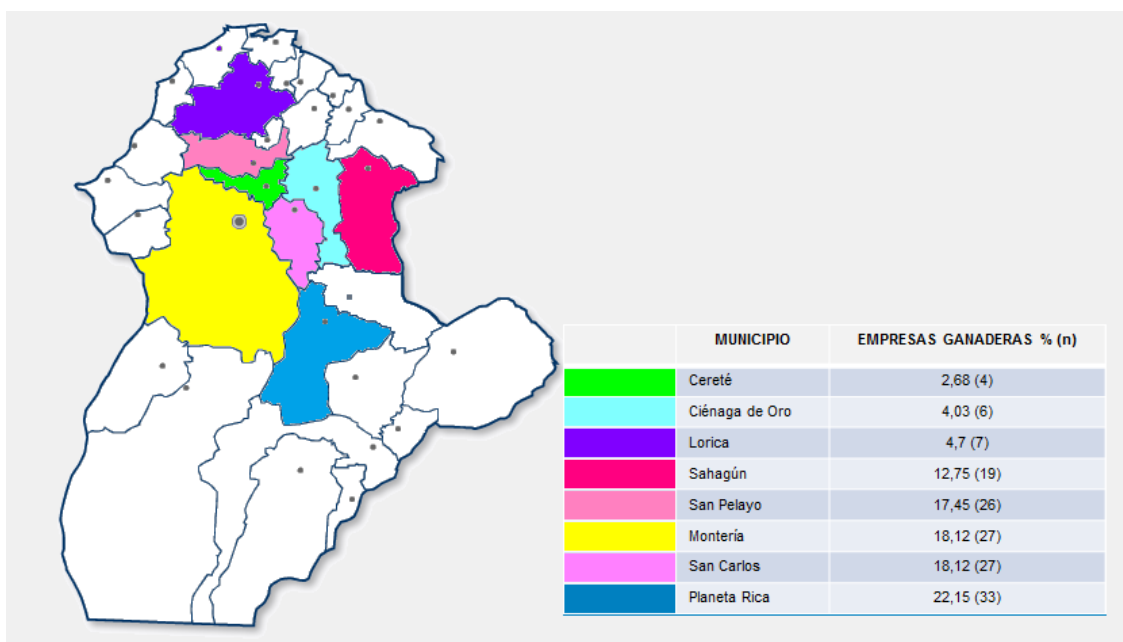 MUNICIPIO EMPRESAS GANADERAS % (n)
Cereté 2,68 (4)
Ciénaga de Oro 4,03 (6)
Lorica 4,7 (7)
Sahagún 12,75 (19)
San Pelayo 17,45 (26)
Montería 18,12 (27)
San Carlos 18,12 (27)
Planeta Rica 22,15 (33)